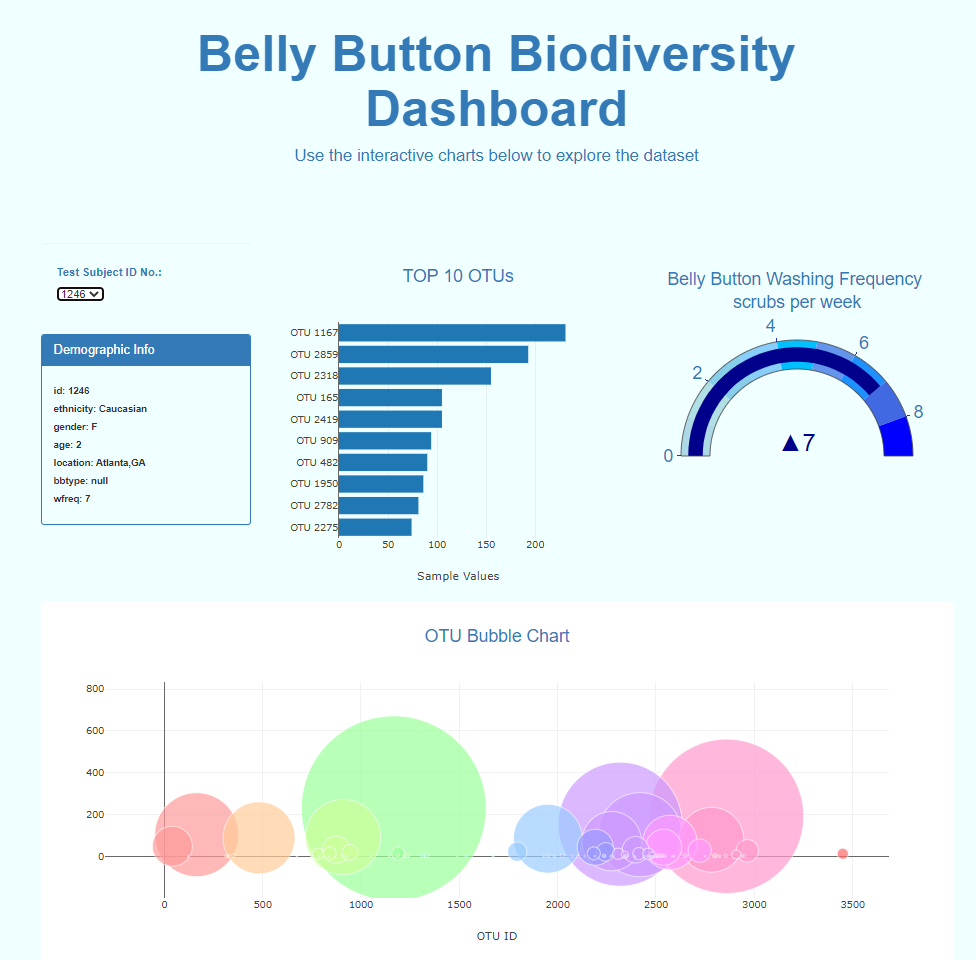 Belly Button Biodiversity
Dashboard
Use the interactive charts below to explore the dataset
Test Subject ID No.:
1246
Demographic Info
id: 1246
ethnicity: Caucasian
gender: F
age: 2
location: Atlanta,GA
bbtype: null
wfreq: 7
TOP 10 OTUs
OTU 1167
OTU 2859
OTU 2318
OTU 165
OTU 2419
OTU 909
OTU 482
OTU 1950
OTU 2782
OTU 2275
0 50 100 150 200
Sample Values
Belly Button Washing Frequency
scrubs per week
0
2
4
6
8
▲7
OTU Bubble Chart
800
600
400
200
0
0 500 1000 1500 2000 2500 3000 3500
OTU ID